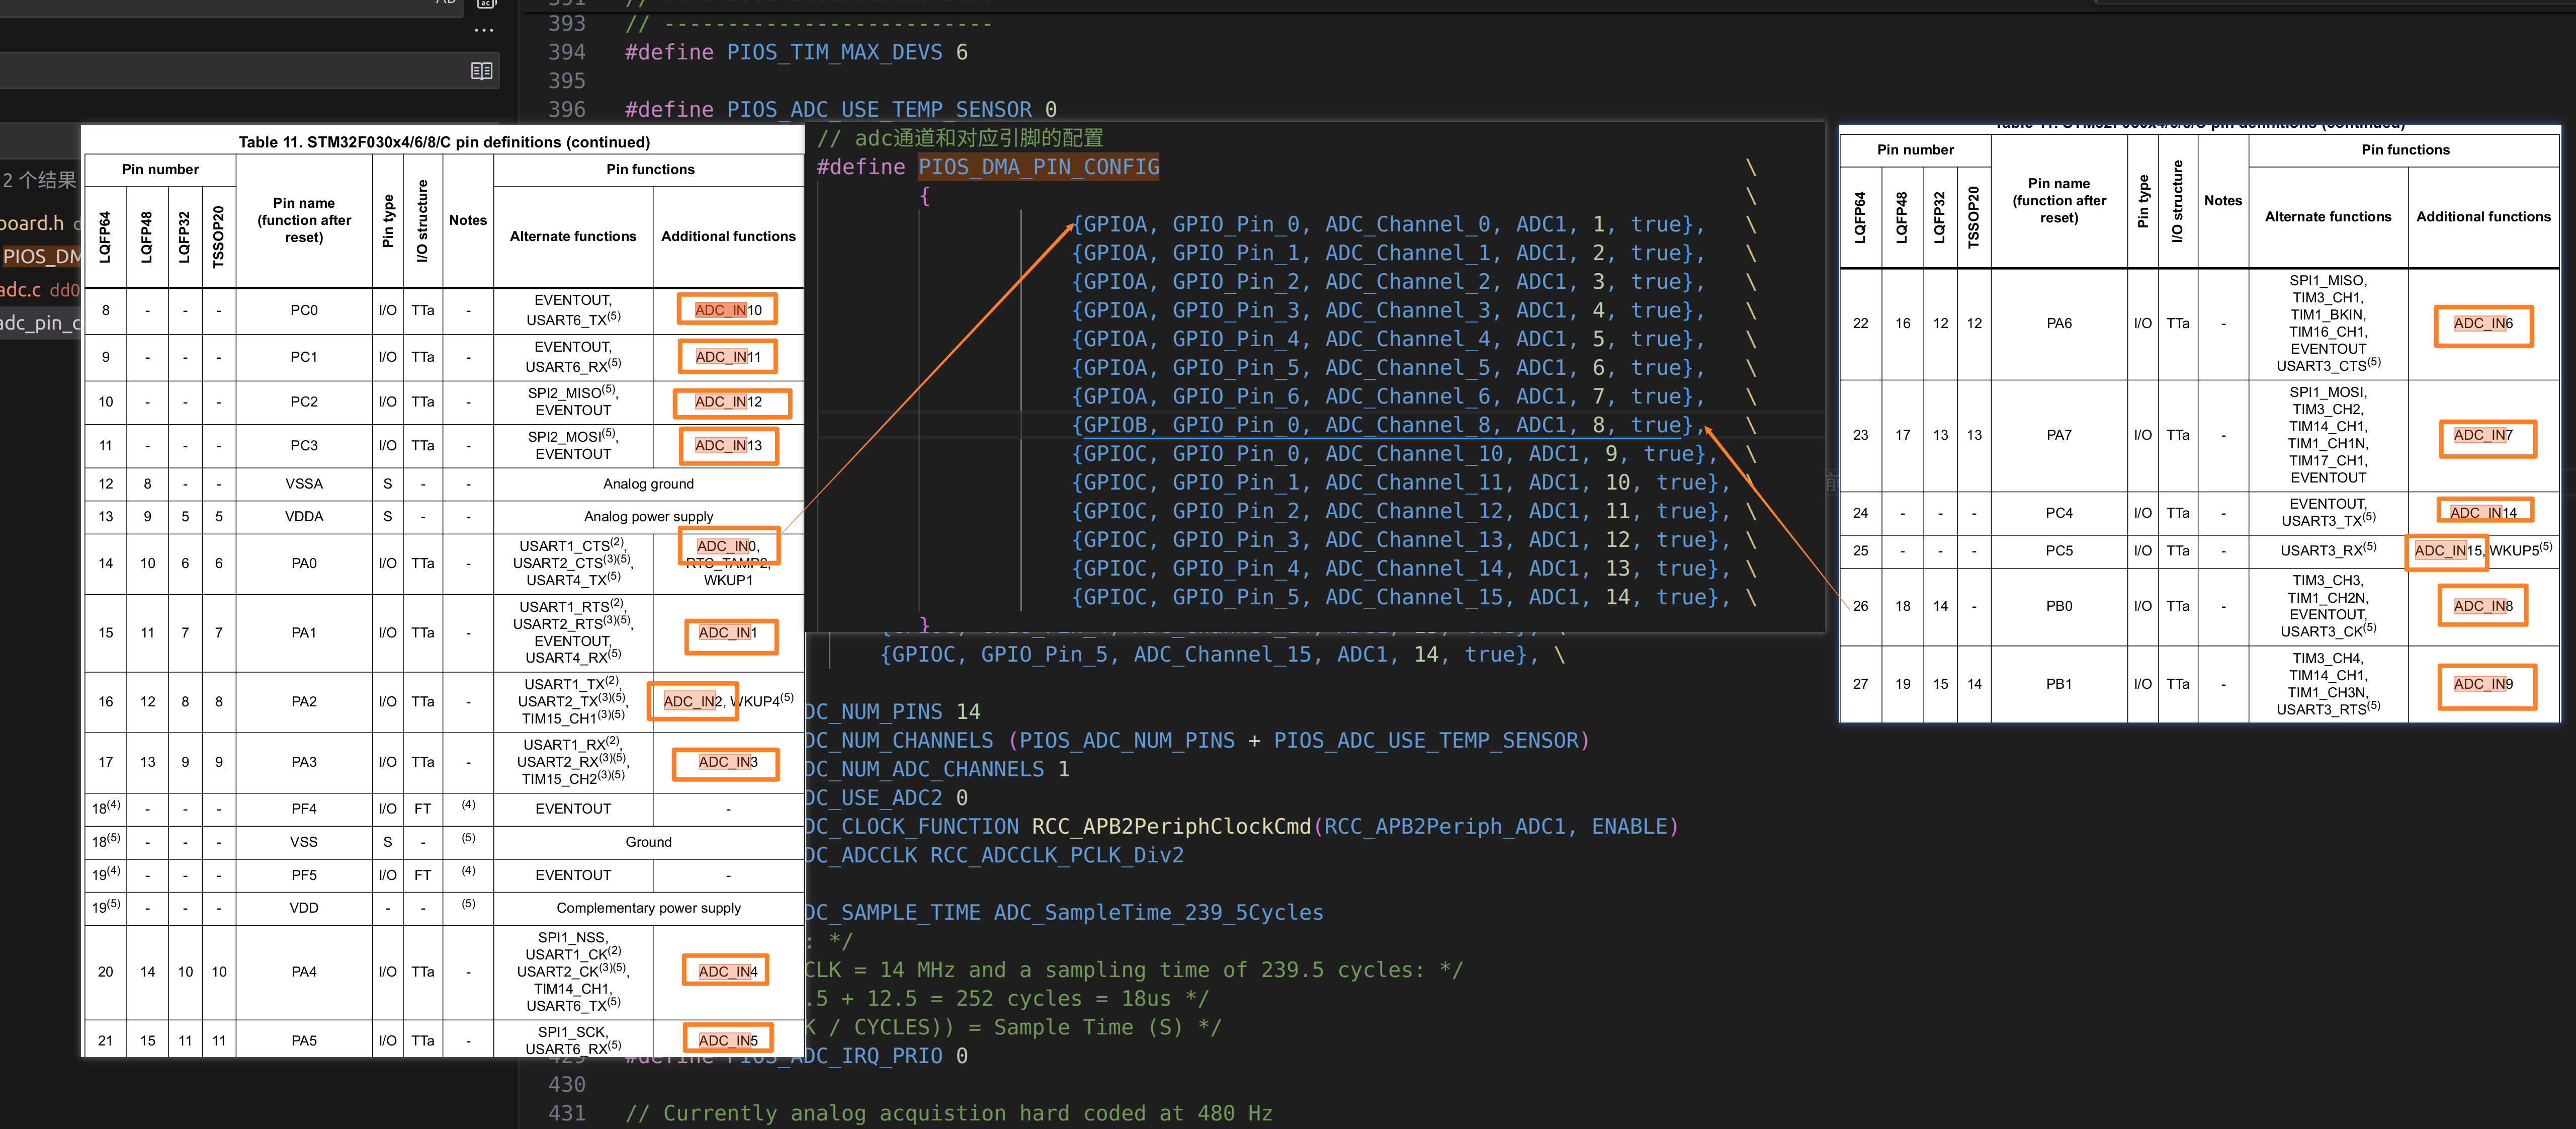 393 // --------------------------
394 #define PIOS_TIM_MAX_DEVS 6
395
396 #define PIOS_ADC_USE_TEMP_SENSOR 0
2 个结果
board.h
PIOS_DM
adc.c dd0
adc_pin_c
Table 11. STM32F030x4/6/8/C pin definitions (continued)
Pin number
Pin name (function after reset)
Pin type
I/O structure
Notes
Pin functions
LQFP64 LQFP48 LQFP32 TSSOP20
Alternate functions Additional functions
8 - - - PC0 I/O TTa - EVENTOUT, USART6_TX(5) ADC_IN10
9 - - - PC1 I/O TTa - EVENTOUT, USART6_RX(5) ADC_IN11
10 - - - PC2 I/O TTa - SPI2_MISO(5), EVENTOUT ADC_IN12
11 - - - PC3 I/O TTa - SPI2_MOSI(5), EVENTOUT ADC_IN13
12 8 - - VSSA S - - Analog ground
13 9 5 5 VDDA S - - Analog power supply
14 10 6 6 PA0 I/O TTa - USART1_CTS(2), USART2_CTS(3)(5), USART4_TX(5) ADC_IN0, RTC_TAMP2, WKUP1
15 11 7 7 PA1 I/O TTa - USART1_RTS(2), USART2_RTS(3)(5), EVENTOUT, USART4_RX(5) ADC_IN1
16 12 8 8 PA2 I/O TTa - USART1_TX(2), USART2_TX(3)(5), TIM15_CH1(3)(5) ADC_IN2, WKUP4(5)
17 13 9 9 PA3 I/O TTa - USART1_RX(2), USART2_RX(3)(5), TIM15_CH2(3)(5) ADC_IN3
18(4) - - - PF4 I/O FT (4) EVENTOUT -
18(5) - - - VSS S - (5) Ground
19(4) - - - PF5 I/O FT (4) EVENTOUT -
19(5) - - - VDD - - (5) Complementary power supply
20 14 10 10 PA4 I/O TTa - SPI1_NSS, USART1_CK(2) USART2_CK(3)(5), TIM14_CH1, USART6_TX(5) ADC_IN4
21 15 11 11 PA5 I/O TTa - SPI1_SCK, USART6_RX(5) ADC_IN5
// adc通道和对应引脚的配置
#define PIOS_DMA_PIN_CONFIG \
{ \
{GPIOA, GPIO_Pin_0, ADC_Channel_0, ADC1, 1, true}, \
{GPIOA, GPIO_Pin_1, ADC_Channel_1, ADC1, 2, true}, \
{GPIOA, GPIO_Pin_2, ADC_Channel_2, ADC1, 3, true}, \
{GPIOA, GPIO_Pin_3, ADC_Channel_3, ADC1, 4, true}, \
{GPIOA, GPIO_Pin_4, ADC_Channel_4, ADC1, 5, true}, \
{GPIOA, GPIO_Pin_5, ADC_Channel_5, ADC1, 6, true}, \
{GPIOA, GPIO_Pin_6, ADC_Channel_6, ADC1, 7, true}, \
{GPIOB, GPIO_Pin_0, ADC_Channel_8, ADC1, 8, true}, \
{GPIOC, GPIO_Pin_0, ADC_Channel_10, ADC1, 9, true}, \
{GPIOC, GPIO_Pin_1, ADC_Channel_11, ADC1, 10, true}, \
{GPIOC, GPIO_Pin_2, ADC_Channel_12, ADC1, 11, true}, \
{GPIOC, GPIO_Pin_3, ADC_Channel_13, ADC1, 12, true}, \
{GPIOC, GPIO_Pin_4, ADC_Channel_14, ADC1, 13, true}, \
{GPIOC, GPIO_Pin_5, ADC_Channel_15, ADC1, 14, true}, \
}
{GPIOC, GPIO_Pin_5, ADC_Channel_15, ADC1, 14, true}, \
DC_NUM_PINS 14
DC_NUM_CHANNELS (PIOS_ADC_NUM_PINS + PIOS_ADC_USE_TEMP_SENSOR)
DC_NUM_ADC_CHANNELS 1
DC_USE_ADC2 0
DC_CLOCK_FUNCTION RCC_APB2PeriphClockCmd(RCC_APB2Periph_ADC1, ENABLE)
DC_ADCCLK RCC_ADCCLK_PCLK_Div2
DC_SAMPLE_TIME ADC_SampleTime_239_5Cycles
: */
CLK = 14 MHz and a sampling time of 239.5 cycles: */
.5 + 12.5 = 252 cycles = 18us */
K / CYCLES)) = Sample Time (S) */
429 #define PIOS_ADC_IRQ_PRIO 0
430
431 // Currently analog acquistion hard coded at 480 Hz
Pin number
Pin name (function after reset)
Pin type
I/O structure
Notes
Pin functions
LQFP64 LQFP48 LQFP32 TSSOP20
Alternate functions Additional functions
22 16 12 12 PA6 I/O TTa - SPI1_MISO, TIM3_CH1, TIM1_BKIN, TIM16_CH1, EVENTOUT USART3_CTS(5) ADC_IN6
23 17 13 13 PA7 I/O TTa - SPI1_MOSI, TIM3_CH2, TIM14_CH1, TIM1_CH1N, TIM17_CH1, EVENTOUT ADC_IN7
24 - - - PC4 I/O TTa - EVENTOUT, USART3_TX(5) ADC_IN14
25 - - - PC5 I/O TTa - USART3_RX(5) ADC_IN15, WKUP5(5)
26 18 14 - PB0 I/O TTa - TIM3_CH3, TIM1_CH2N, EVENTOUT, USART3_CK(5) ADC_IN8
27 19 15 14 PB1 I/O TTa - TIM3_CH4, TIM14_CH1, TIM1_CH3N, USART3_RTS(5) ADC_IN9